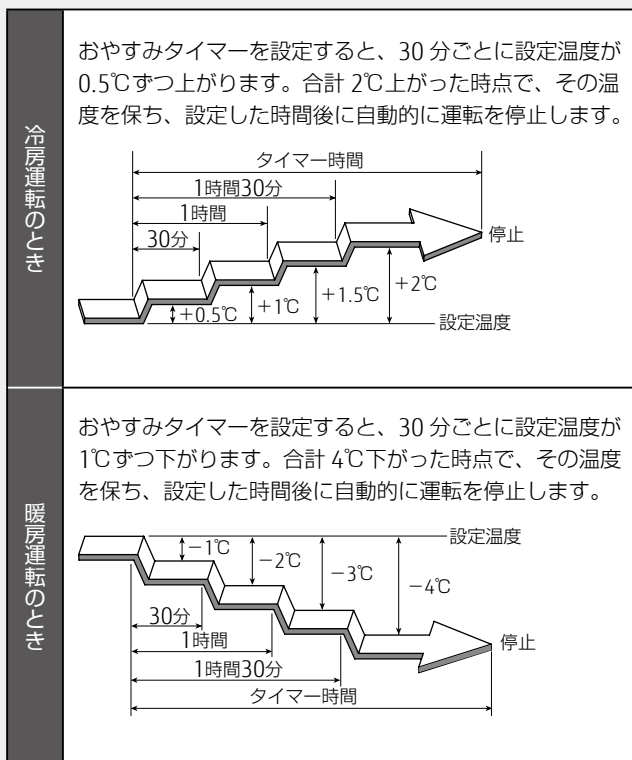 冷房運転のとき
おやすみタイマーを設定すると、30 分ごとに設定温度が
0.5℃ずつ上がります。合計 2℃上がった時点で、その温
度を保ち、設定した時間後に自動的に運転を停止します。
タイマー時間
1時間30分
1時間
30分
停止
+0.5℃
+1℃
+1.5℃
+2℃
設定温度
暖房運転のとき
おやすみタイマーを設定すると、30 分ごとに設定温度が
1℃ずつ下がります。合計 4℃下がった時点で、その温度
を保ち、設定した時間後に自動的に運転を停止します。
設定温度
−1℃
−2℃
−3℃
−4℃
30分
1時間
1時間30分
タイマー時間
停止